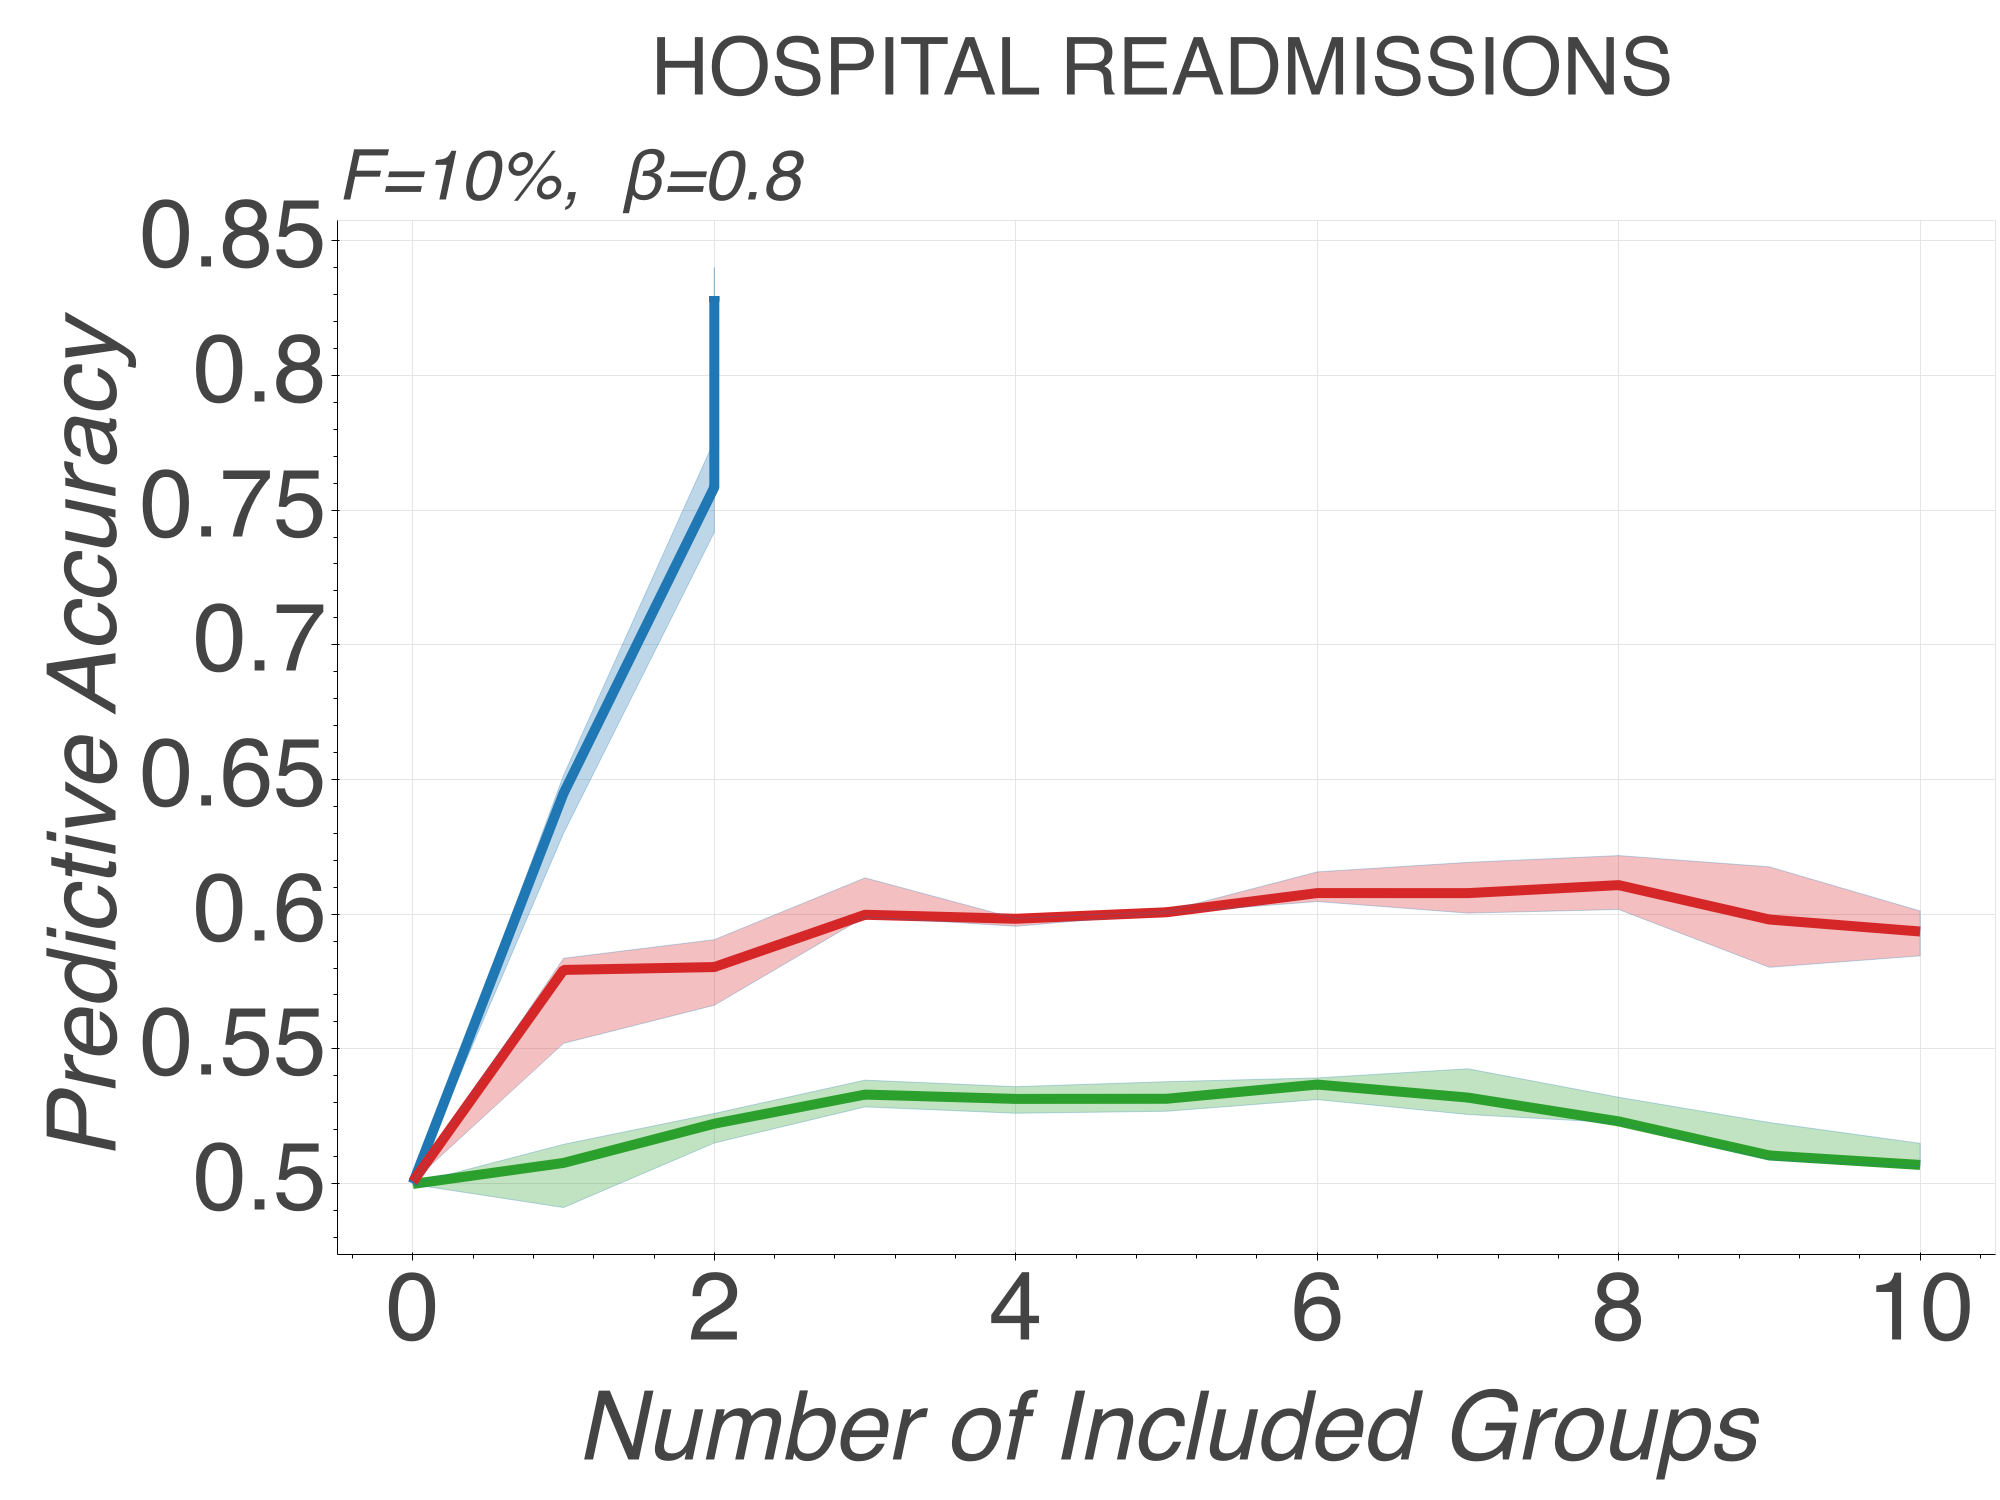 HOSPITAL READMISSIONS
F=10%, β=0.8
0.85
0.8
0.75
0.7
0.65
0.6
0.55
0.5
Predictive Accuracy
0 2 4 6 8 10
Number of Included Groups